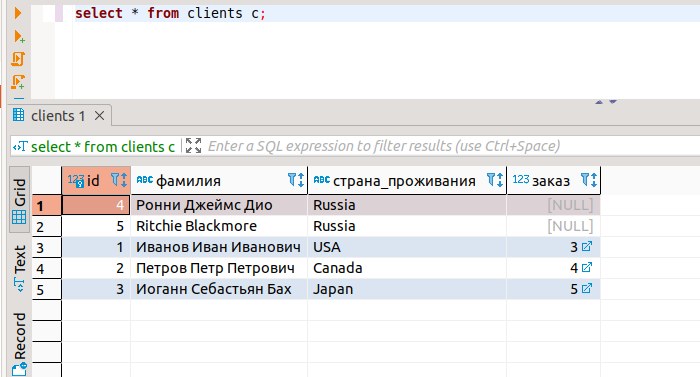 select * from clients c;
clients 1
select * from clients c Enter a SQL expression to filter results (use Ctrl+Space)
Grid
Text
Record
123 id ABC фамилия ABC страна_проживания 123 заказ
1 4 Ронни Джеймс Дио Russia [NULL]
2 5 Ritchie Blackmore Russia [NULL]
3 1 Иванов Иван Иванович USA 3
4 2 Петров Петр Петрович Canada 4
5 3 Иоганн Себастьян Бах Japan 5